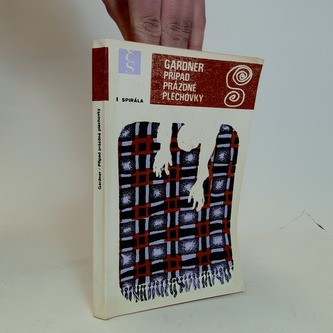 GARDNER
PŘÍPAD
PRÁZDNÉ
PLECHOVKY
SPIRÁLA
Gardner / Případ prázdné plechovky